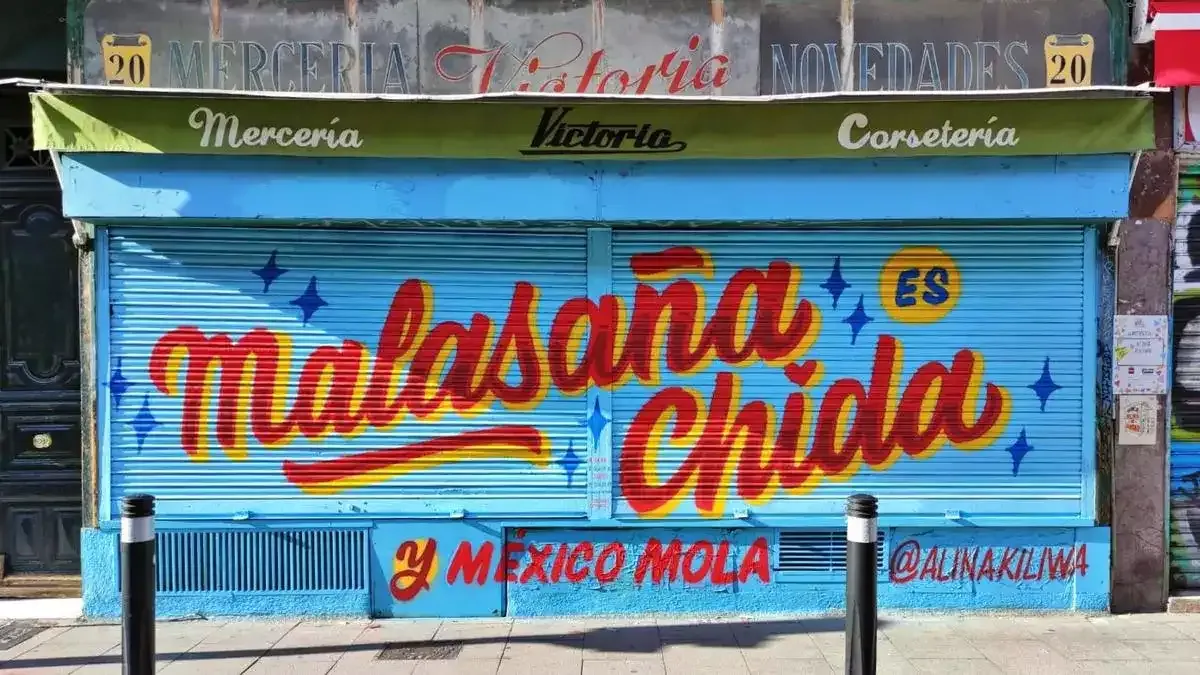 20 MERCERIA Victoria NOVEDADES 20
Mercería Victoria Corsetería
Malasaña ES
Chida
Y MÉXICO MOLA @ALINAKILIWA